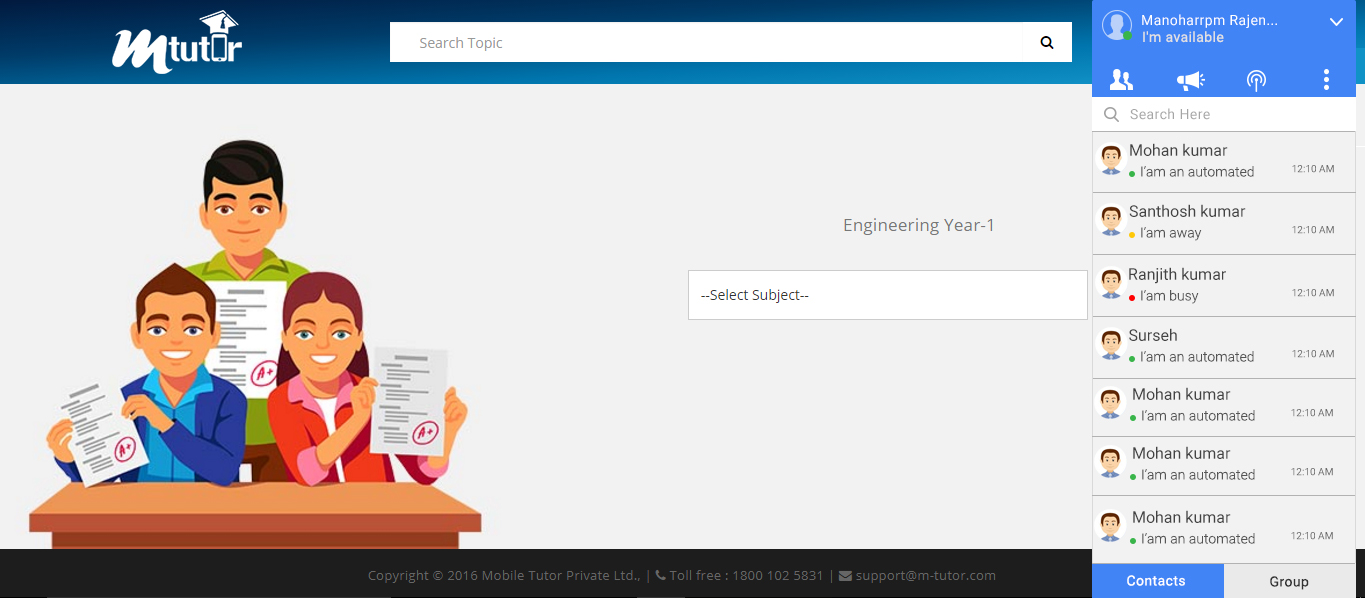 Mtutor
Search Topic
Engineering Year-1
--Select Subject--
A+
A+
A+
Copyright © 2016 Mobile Tutor Private Ltd., | Toll free : 1800 102 5831 | support@m-tutor.com
Manoharrpm Rajen...
I'm available
Search Here
Mohan kumar
I'am an automated
12:10 AM
Santhosh kumar
I'am away
12:10 AM
Ranjith kumar
I'am busy
12:10 AM
Surseh
I'am an automated
12:10 AM
Mohan kumar
I'am an automated
12:10 AM
Mohan kumar
I'am an automated
12:10 AM
Mohan kumar
I'am an automated
12:10 AM
Contacts
Group